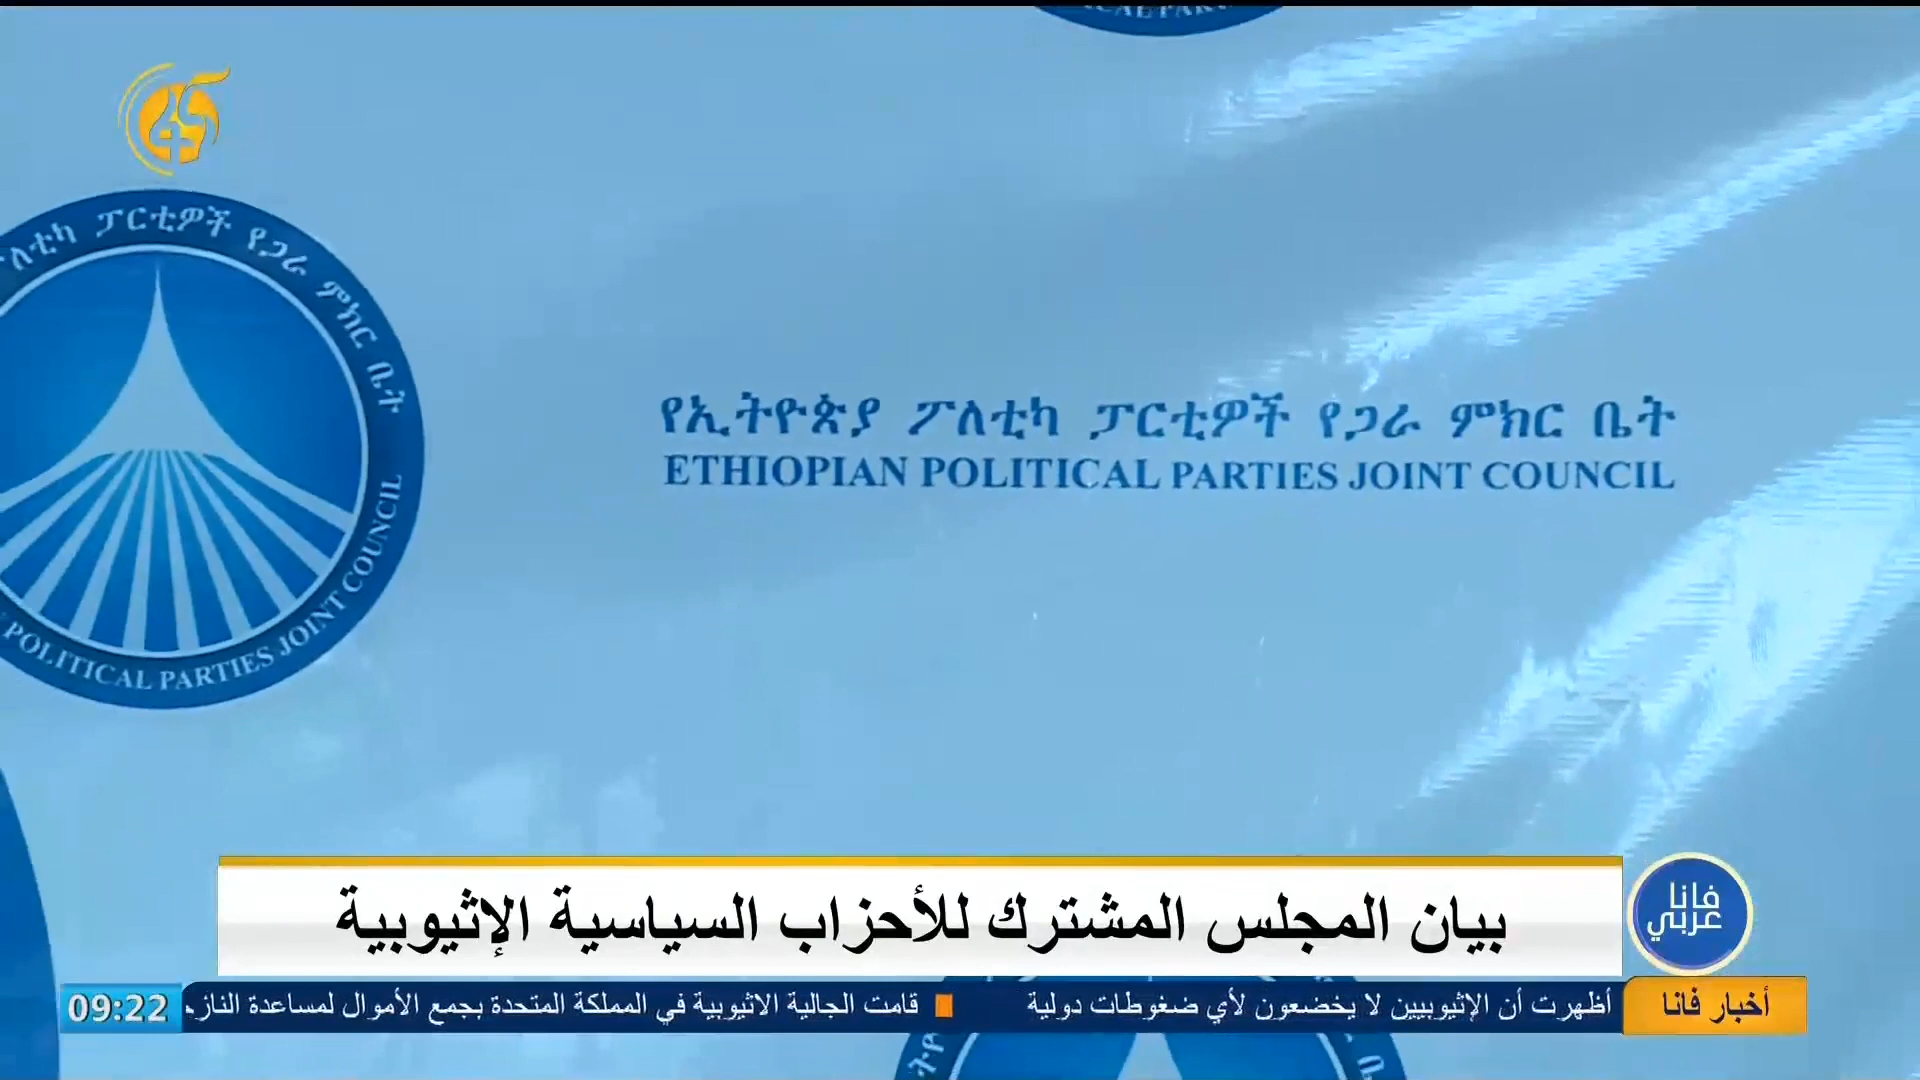 CAL PAR
ፖለቲካ ፓርቲዎች የጋራ ምክር ቤት
POLITICAL PARTIES JOINT COUNCIL
የኢትዮጵያ ፖለቲካ ፓርቲዎች የጋራ ምክር ቤት
ETHIOPIAN POLITICAL PARTIES JOINT COUNCIL
بيان المجلس المشترك للأحزاب السياسية الإثيوبية
فانا
عربي
أخبار فانا
أظهرت أن الإثيوبيين لا يخضعون لأي ضغوطات دولية
قامت الجالية الاثيوبية في المملكة المتحدة بجمع الأموال لمساعدة
09:22